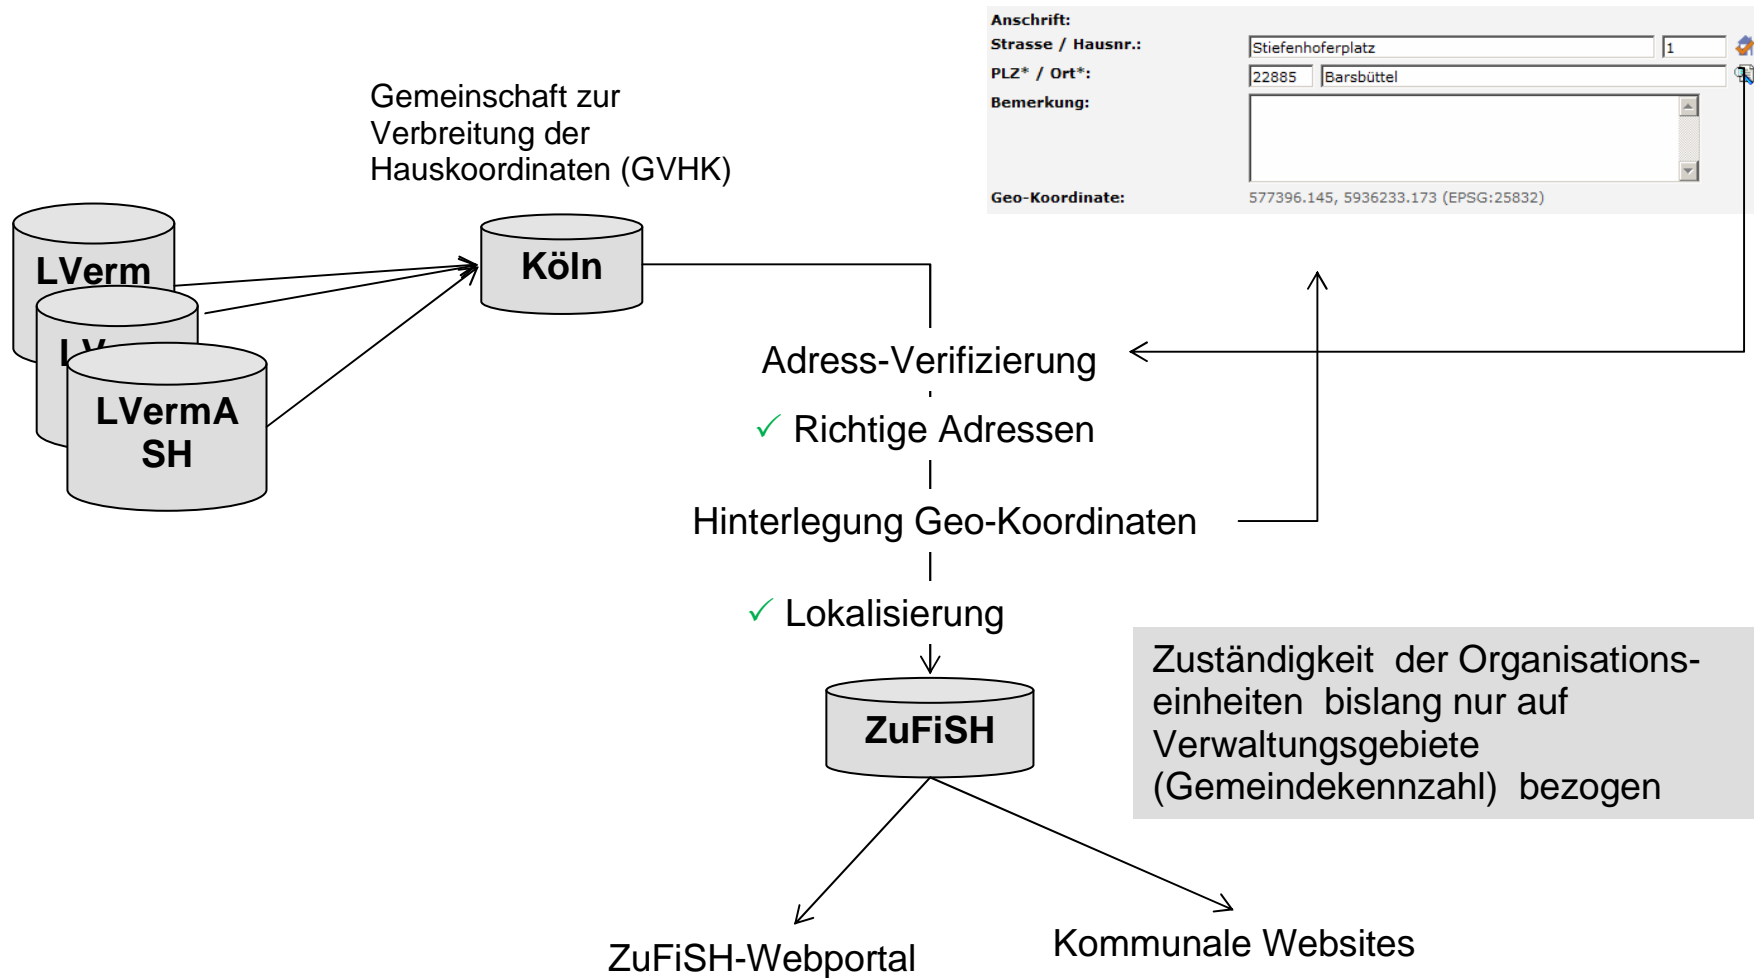 Anschrift:
Strasse / Hausnr.: Stiefenhoferplatz 1
PLZ* / Ort*: 22885 Barsbüttel
Bemerkung:
Geo-Koordinate: 577396.145, 5936233.173 (EPSG:25832)
Gemeinschaft zur
Verbreitung der
Hauskoordinaten (GVHK)
LVerm
LVermA
SH
Köln
Adress-Verifizierung
✓ Richtige Adressen
Hinterlegung Geo-Koordinaten
✓ Lokalisierung
ZuFiSH
Zuständigkeit der Organisations-
einheiten bislang nur auf
Verwaltungsgebiete
(Gemeindekennzahl) bezogen
ZuFiSH-Webportal
Kommunale Websites